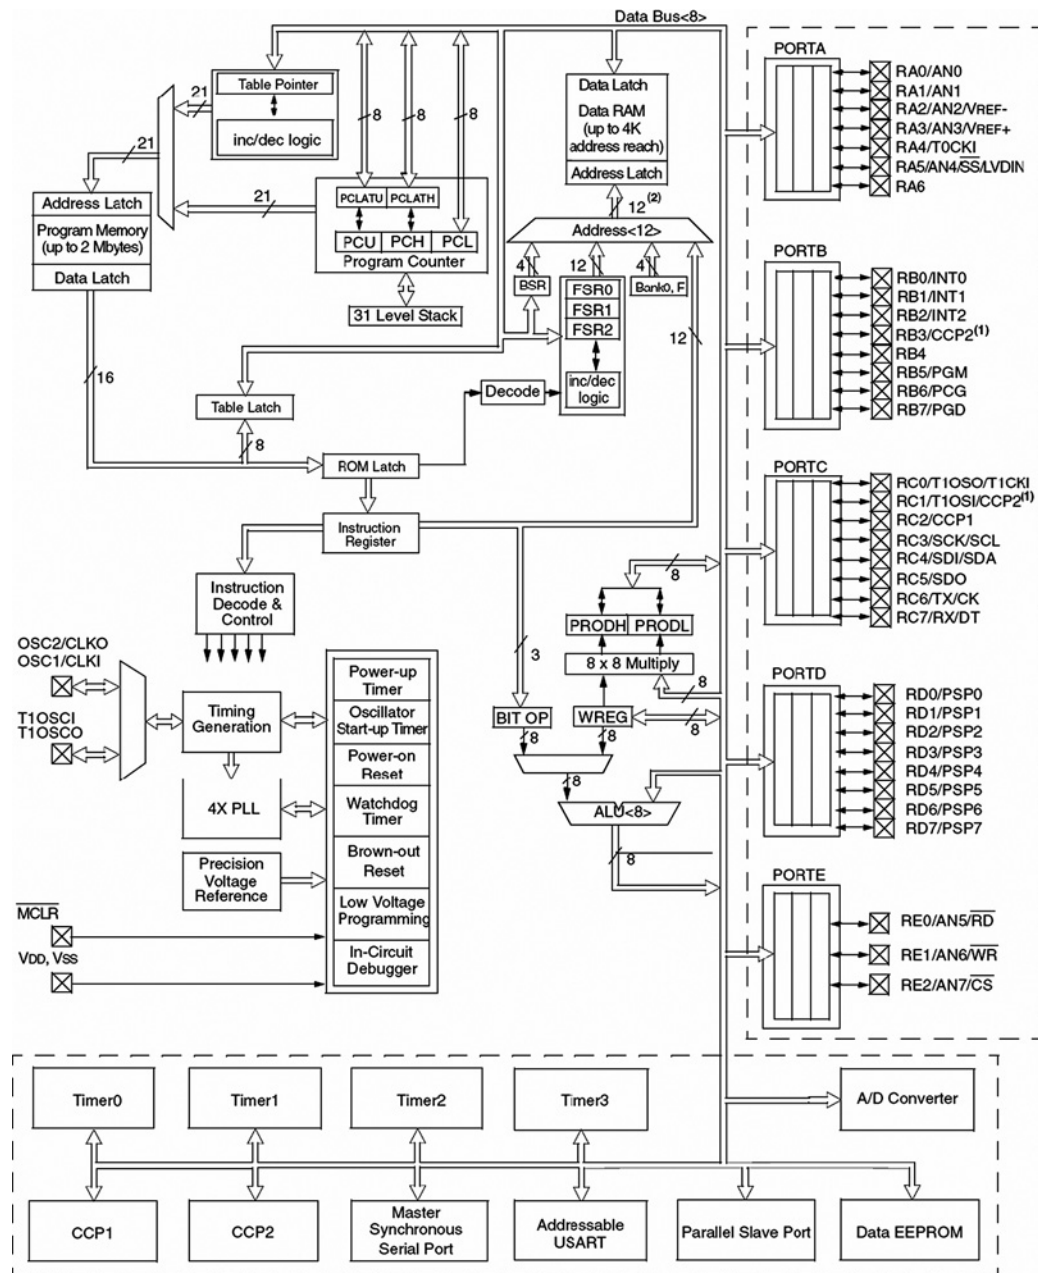 Data Bus<8>
21
Table Pointer
inc/dec logic
8
8
8
21
21
Address Latch
Program Memory
(up to 2 Mbytes)
Data Latch
PCLATU
PCLATH
PCU
PCH
PCL
Program Counter
31 Level Stack
Data Latch
Data RAM
(up to 4K
address reach)
Address Latch
12(2)
Address<12>
4
12
4
BSR
FSR0
FSR1
FSR2
Bank0, F
inc/dec
logic
12
16
Table Latch
8
Decode
ROM Latch
Instruction
Register
Instruction
Decode &
Control
8
PRODH
PRODL
8 x 8 Multiply
3
8
BIT OP
WREG
8
8
8
8
ALU<8>
8
OSC2/CLKO
OSC1/CLKI
T1OSCI
T1OSCO
Timing
Generation
4X PLL
Precision
Voltage
Reference
MCLR
VDD, VSS
Power-up
Timer
Oscillator
Start-up Timer
Power-on
Reset
Watchdog
Timer
Brown-out
Reset
Low Voltage
Programming
In-Circuit
Debugger
PORTA
RA0/AN0
RA1/AN1
RA2/AN2/VREF-
RA3/AN3/VREF+
RA4/T0CKI
RA5/AN4/SS/LVDIN
RA6
PORTB
RB0/INT0
RB1/INT1
RB2/INT2
RB3/CCP2(1)
RB4
RB5/PGM
RB6/PCG
RB7/PGD
PORTC
RC0/T1OSO/T1CKI
RC1/T1OSI/CCP2(1)
RC2/CCP1
RC3/SCK/SCL
RC4/SDI/SDA
RC5/SDO
RC6/TX/CK
RC7/RX/DT
PORTD
RD0/PSP0
RD1/PSP1
RD2/PSP2
RD3/PSP3
RD4/PSP4
RD5/PSP5
RD6/PSP6
RD7/PSP7
PORTE
RE0/AN5/RD
RE1/AN6/WR
RE2/AN7/CS
Timer0
Timer1
Timer2
Timer3
A/D Converter
CCP1
CCP2
Master
Synchronous
Serial Port
Addressable
USART
Parallel Slave Port
Data EEPROM